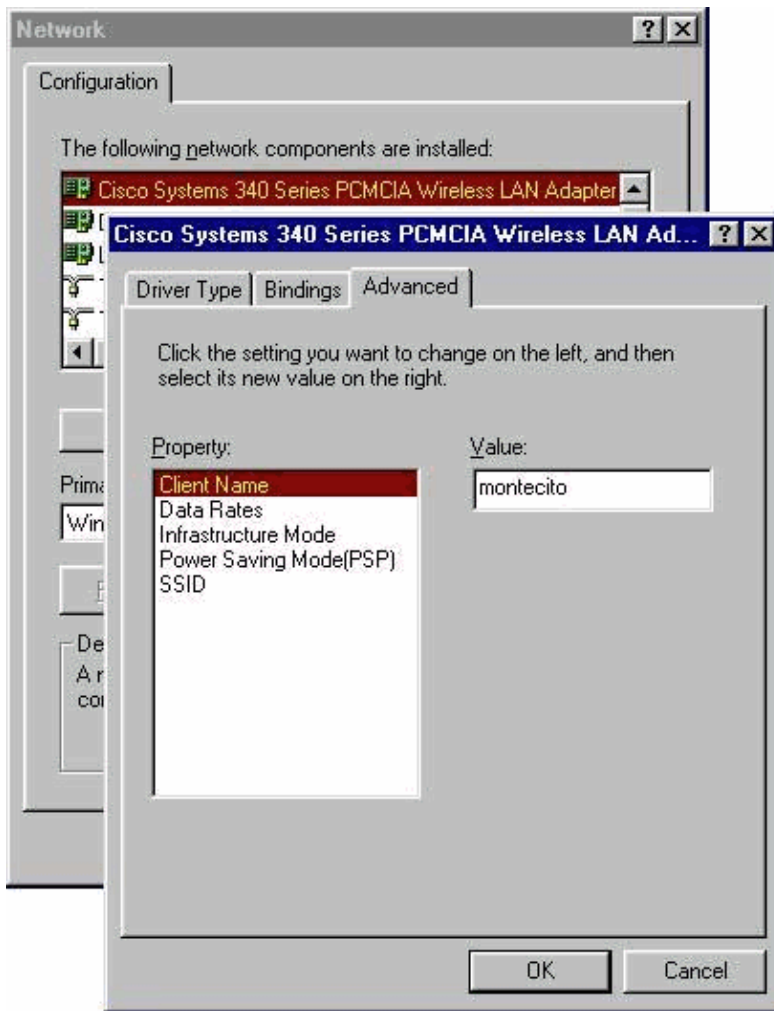 Network
Configuration
The following network components are installed:
Cisco Systems 340 Series PCMCIA Wireless LAN Adapter
Cisco Systems 340 Series PCMCIA Wireless LAN Ad...
Driver Type Bindings Advanced
Click the setting you want to change on the left, and then
select its new value on the right.
Property:
Value:
Client Name
Data Rates
Infrastructure Mode
Power Saving Mode(PSP)
SSID
montecito
Prima
Win
De
A r
OK Cancel